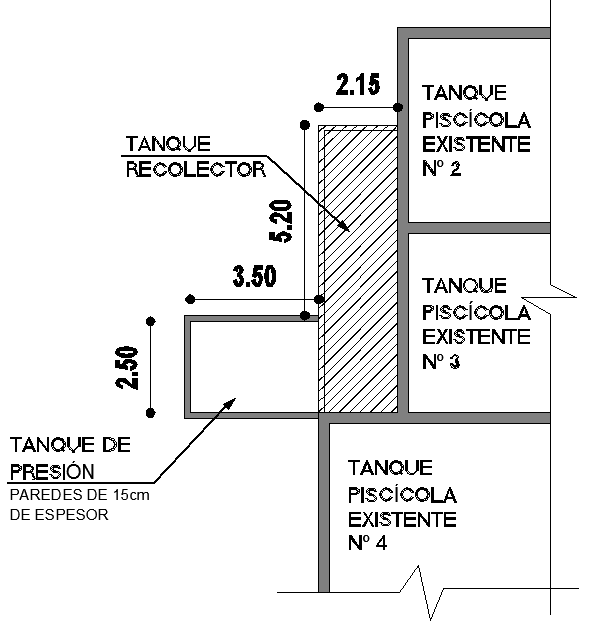 2.15
TANQUE
PISCÍCOLA
EXISTENTE
Nº 2
TANQUE
RECOLECTOR
5.20
3.50
TANQUE
PISCÍCOLA
EXISTENTE
Nº 3
2.50
TANQUE DE
PRESIÓN
PAREDES DE 15cm
DE ESPESOR
TANQUE
PISCÍCOLA
EXISTENTE
Nº 4